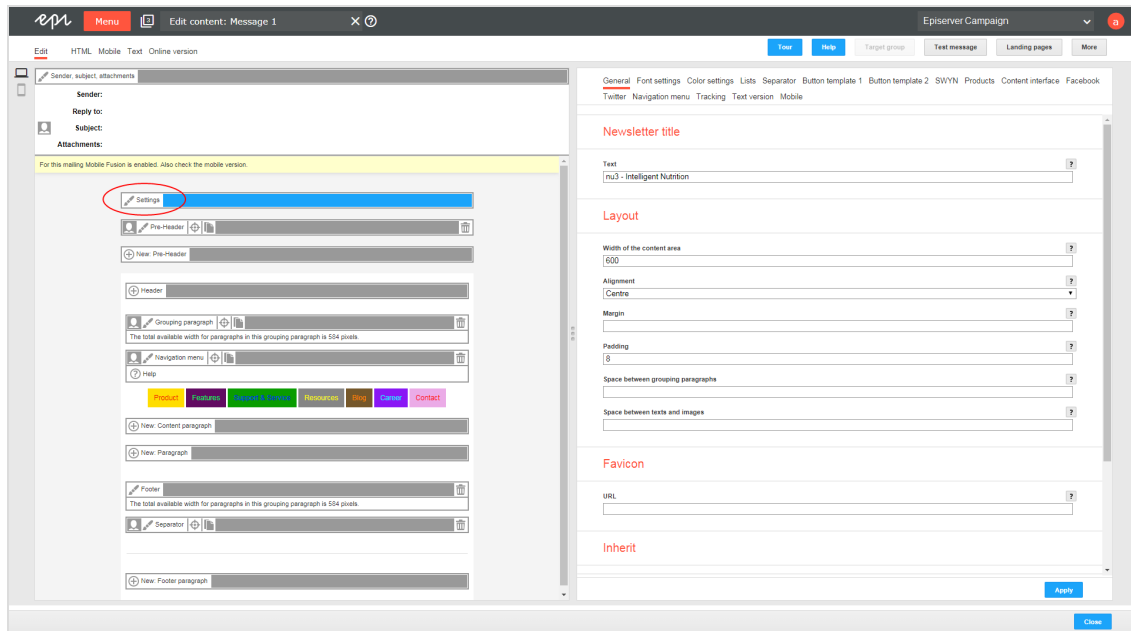 epi Menu 3 Edit content: Message 1 Episerver Campaign a
Edit HTML Mobile Text Online version Tour Help Target group Text message Landing pages More
Sender, subject, attachments
Sender:
Reply to:
Subject:
Attachments:
For this mailing Mobile Fusion is enabled. Also check the mobile version.
Settings
Pre-Header
New: Pre-Header
Header
Grouping paragraph
The total available width for paragraphs in this grouping paragraph is 584 pixels.
Navigation menu
Help
Product Features Support & Service Resources Blog Career Contact
New: Content paragraph
New: Paragraph
Footer
The total available width for paragraphs in this grouping paragraph is 584 pixels.
Separator
New: Footer paragraph
General Font settings Color settings Lists Separator Button template 1 Button template 2 SWYN Products Content interface Facebook
Twitter Navigation menu Tracking Text version Mobile
Newsletter title
Text ?
nu3 - Intelligent Nutrition
Layout
Width of the content area ?
600
Alignment ?
Centre
Margin ?
Padding ?
8
Space between grouping paragraphs ?
Space between texts and images ?
Favicon
URL ?
Inherit
Apply
Close